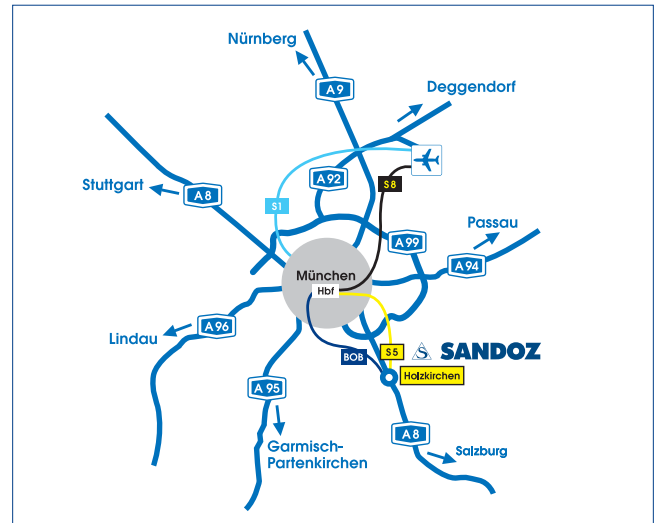 Nürnberg
A9
Deggendorf
Stuttgart
A8
A92
S8
S1
Passau
A99
A94
München
Hbf
Lindau
A96
BOB
S5
S SANDOZ
Holzkirchen
A95
Garmisch-
Partenkirchen
A8
Salzburg